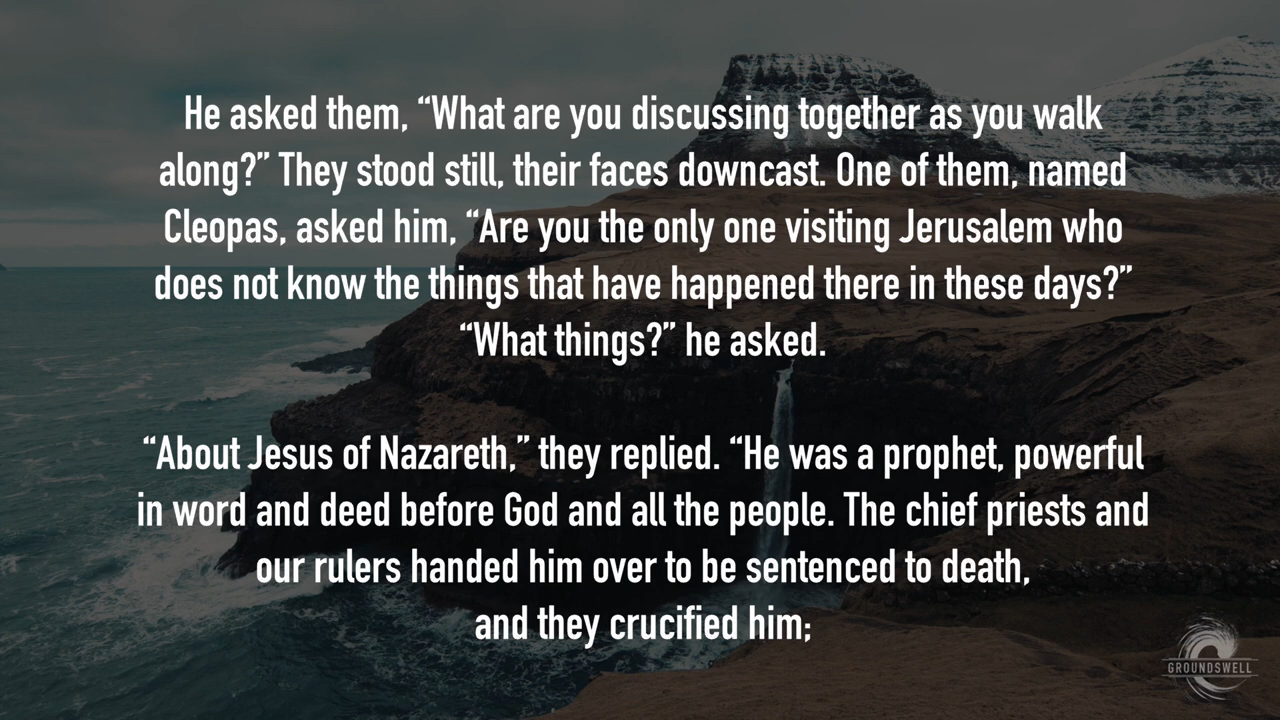 He asked them, “What are you discussing together as you walk
along?” They stood still, their faces downcast. One of them, named
Cleopas, asked him, “Are you the only one visiting Jerusalem who
does not know the things that have happened there in these days?”
“What things?” he asked.
“About Jesus of Nazareth,” they replied. “He was a prophet, powerful
in word and deed before God and all the people. The chief priests and
our rulers handed him over to be sentenced to death,
and they crucified him;
GROUNDSWELL